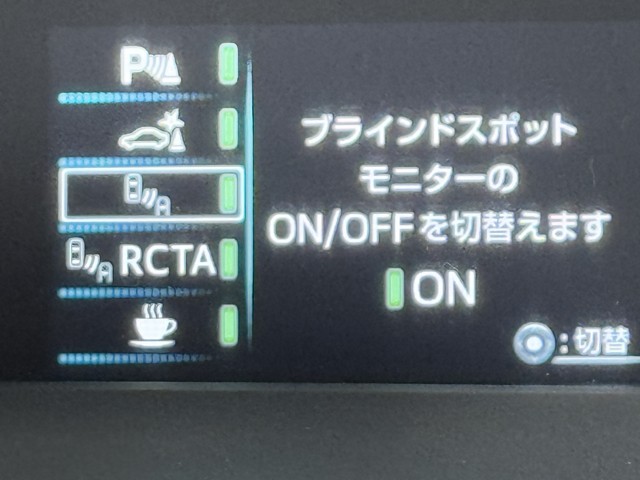 P
RCTA
ブラインドスポット
モニターの
ON/OFFを切替えます
ON
:切替